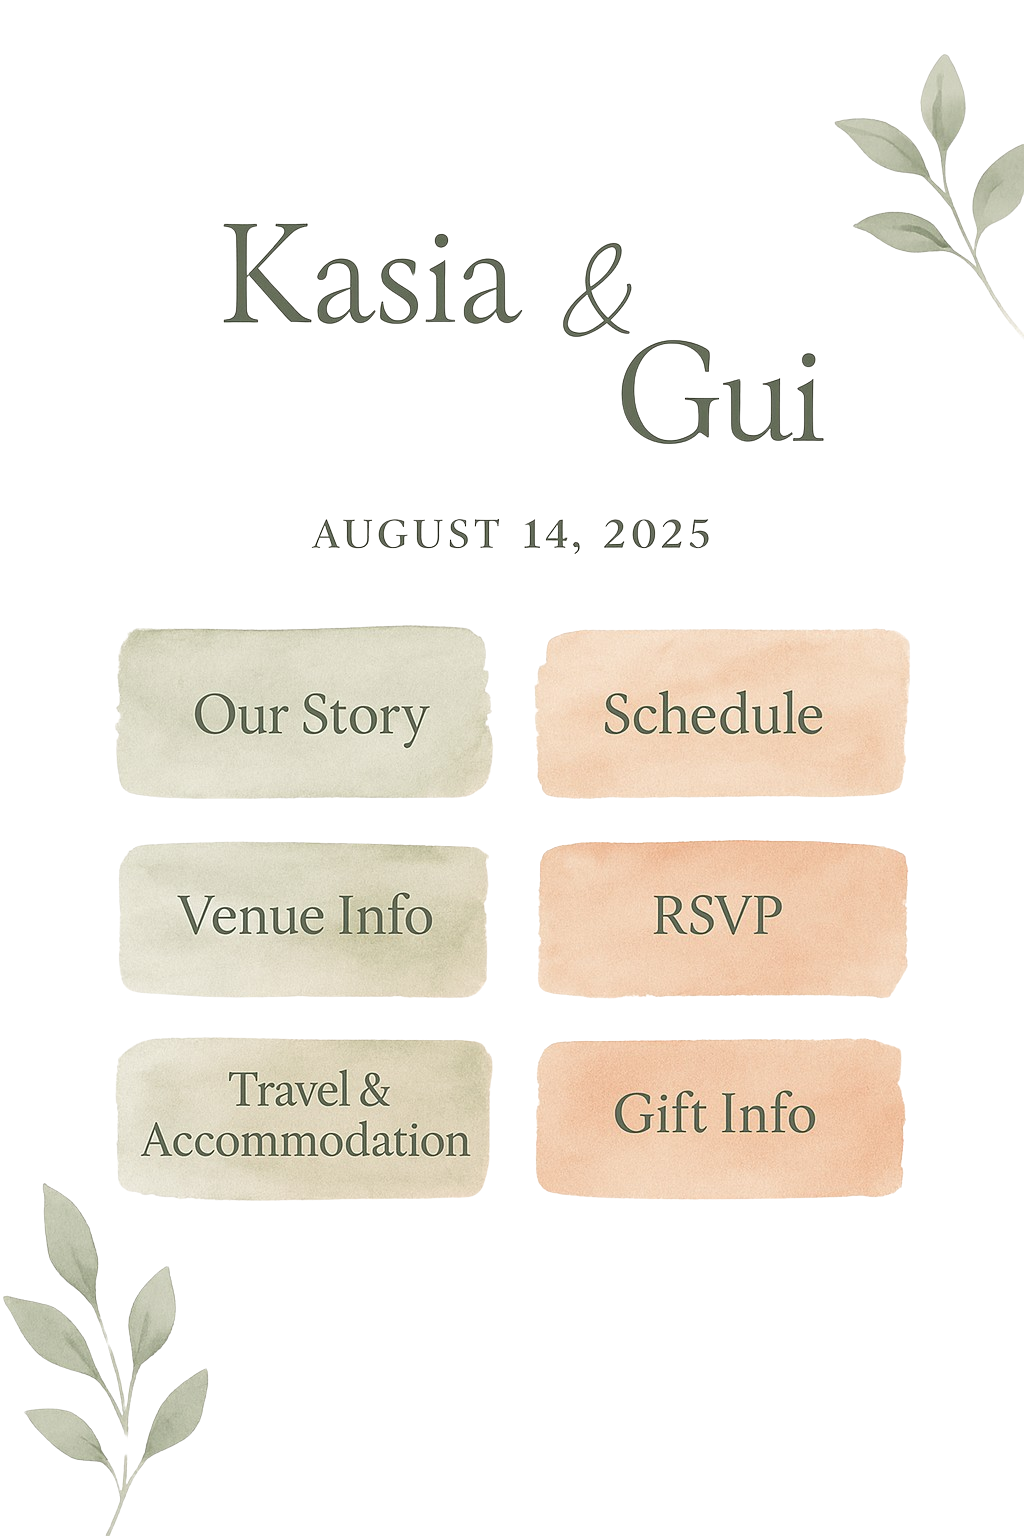 Kasia &
Gui
AUGUST 14, 2025
Our Story
Schedule
Venue Info
RSVP
Travel &
Accommodation
Gift Info